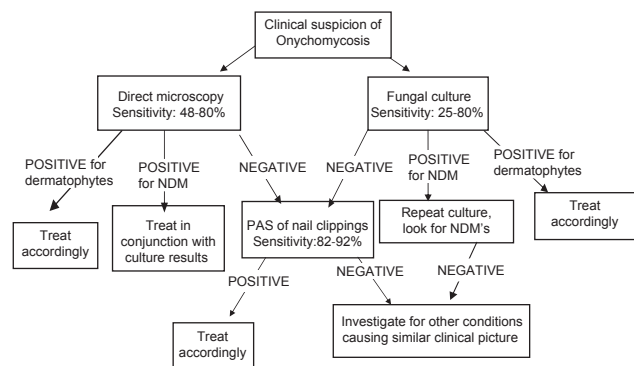 Clinical suspicion of
Onychomycosis
Direct microscopy
Sensitivity: 48-80%
Fungal culture
Sensitivity: 25-80%
POSITIVE for
dermatophytes
POSITIVE
for NDM
NEGATIVE
NEGATIVE
POSITIVE
for NDM
POSITIVE for
dermatophytes
Treat
accordingly
Treat in
conjunction with
culture results
PAS of nail clippings
Sensitivity:82-92%
Repeat culture,
look for NDM's
Treat
accordingly
POSITIVE
NEGATIVE
NEGATIVE
Treat
accordingly
Investigate for other conditions
causing similar clinical picture